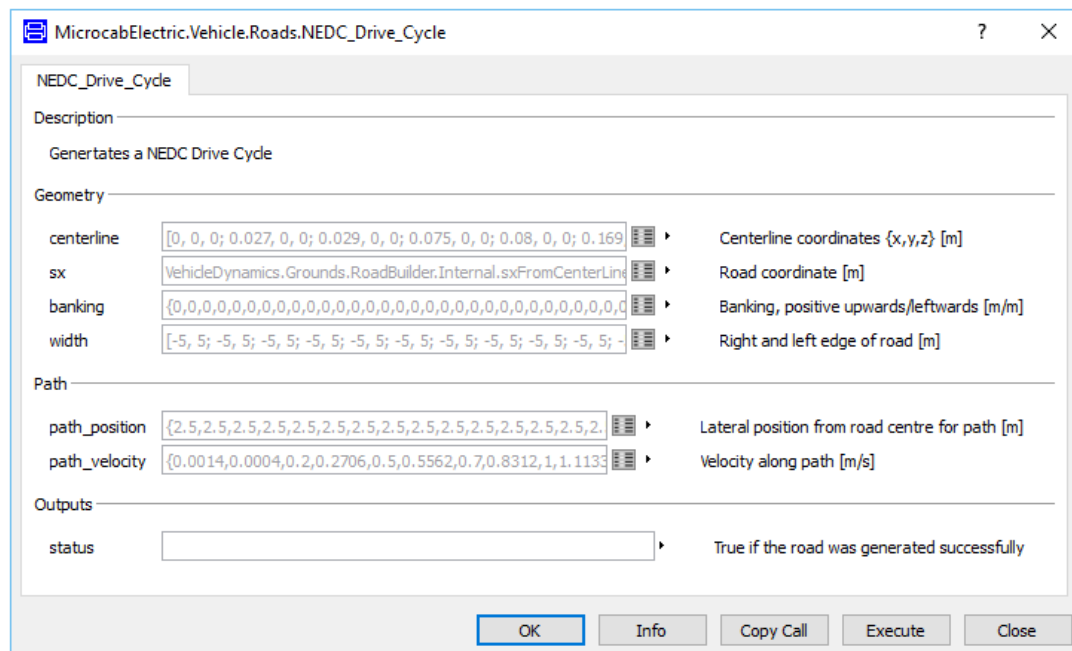 MicrocabElectric.Vehicle.Roads.NEDC_Drive_Cycle ?
NEDC_Drive_Cycle
Description
Genertates a NEDC Drive Cycle
Geometry
centerline [0, 0, 0; 0.027, 0, 0; 0.029, 0, 0; 0.075, 0, 0; 0.08, 0, 0; 0.169, Centerline coordinates {x,y,z} [m]
sx VehicleDynamics.Grounds.RoadBuilder.Internal.sxFromCenterLine Road coordinate [m]
banking {0,0,0,0,0,0,0,0,0,0,0,0,0,0,0,0,0,0,0,0,0,0,0,0,0,0,0,0,0,0,0 Banking, positive upwards/leftwards [m/m]
width [-5, 5; -5, 5; -5, 5; -5, 5; -5, 5; -5, 5; -5, 5; -5, 5; -5, 5; -5, 5; - Right and left edge of road [m]
Path
path_position {2.5,2.5,2.5,2.5,2.5,2.5,2.5,2.5,2.5,2.5,2.5,2.5,2.5,2.5,2. Lateral position from road centre for path [m]
path_velocity {0.0014,0.0004,0.2,0.2706,0.5,0.5562,0.7,0.8312,1,1.1133 Velocity along path [m/s]
Outputs
status True if the road was generated successfully
OK Info Copy Call Execute Close